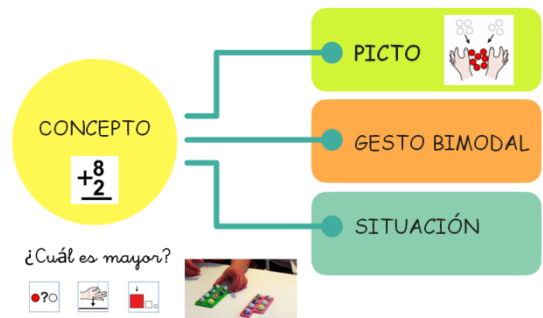 CONCEPTO
+8
2
PICTO
GESTO BIMODAL
SITUACIÓN
¿Cuál es mayor?
?